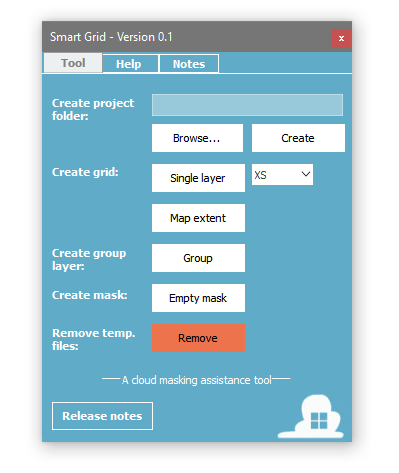 Smart Grid - Version 0.1
x
Tool
Help
Notes
Create project
folder:
Browse...
Create
Create grid:
Single layer
XS
Map extent
Create group
layer:
Group
Create mask:
Empty mask
Remove temp.
files:
Remove
A cloud masking assistance tool
Release notes